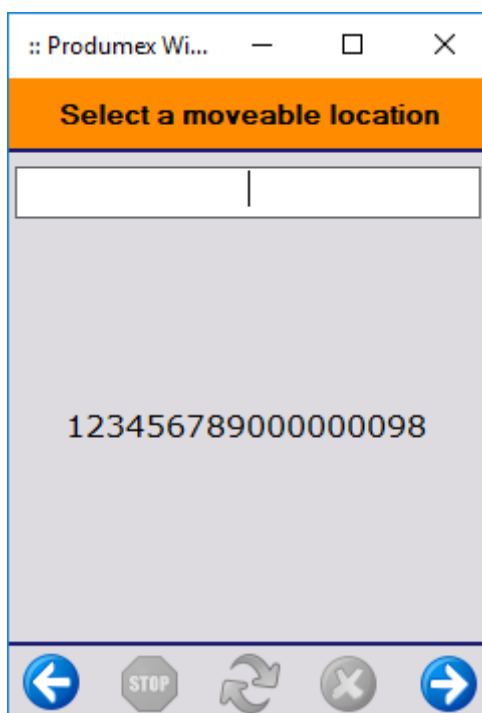 :: Produmex Wi...
Select a moveable location
123456789000000098
STOP